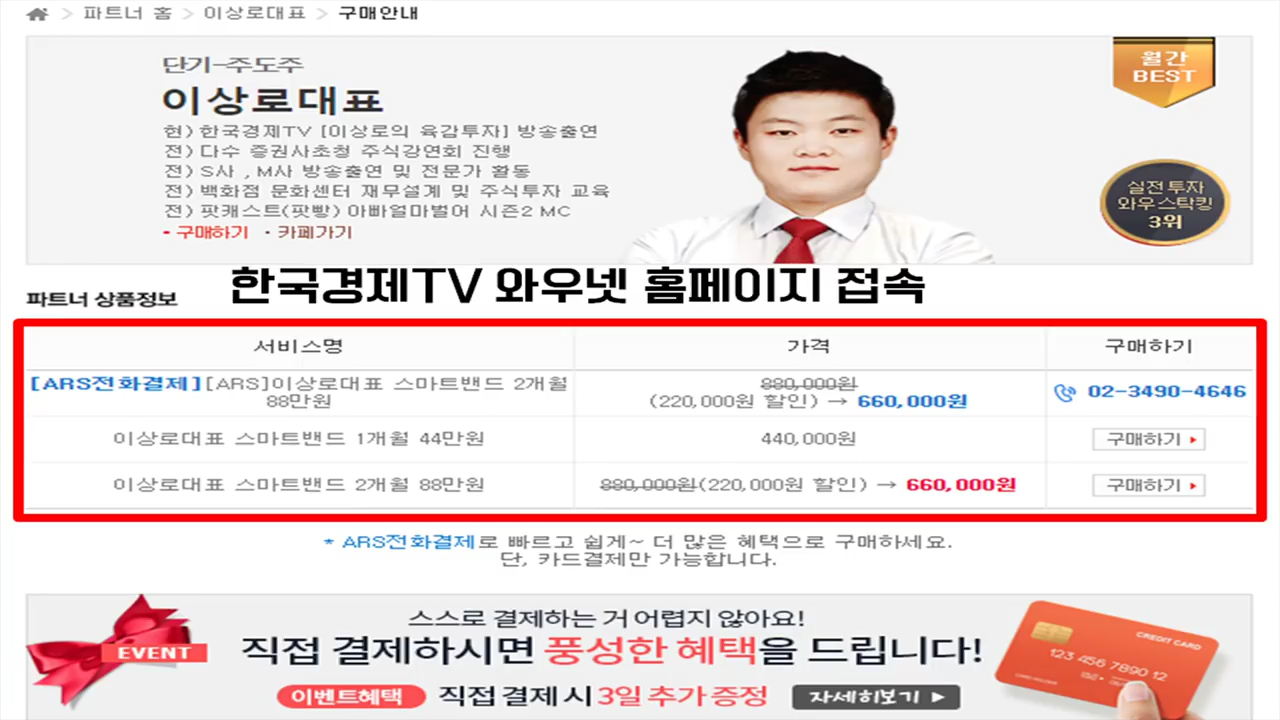 파트너 홈 > 이상로대표 > 구매안내
단기-주도주
이상로대표
현) 한국경제TV [이상로의 육감투자] 방송출연
전) 다수 증권사초청 주식강연회 진행
전) S사 , M사 방송출연 및 전문가 활동
전) 백화점 문화센터 재무설계 및 주식투자 교육
전) 팟캐스트(팟빵) 아빠얼마벌어 시즌2 MC
- 구매하기 · 카페가기
월간
BEST
실전투자
와우스탁킹
3위
한국경제TV 와우넷 홈페이지 접속
파트너 상품정보
서비스명 가격 구매하기
[ARS전화결제][ARS]이상로대표 스마트밴드 2개월
88만원
880,000원
(220,000원 할인) → 660,000원
02-3490-4646
이상로대표 스마트밴드 1개월 44만원 440,000원 구매하기
이상로대표 스마트밴드 2개월 88만원 880,000원(220,000원 할인) → 660,000원 구매하기
* ARS전화결제로 빠르고 쉽게~ 더 많은 혜택으로 구매하세요.
단, 카드결제만 가능합니다.
EVENT
스스로 결제하는 거 어렵지 않아요!
직접 결제하시면 풍성한 혜택을 드립니다!
이벤트혜택 직접 결제 시 3일 추가 증정 자세히보기 ▶
CREDIT CARD
123 456 7890 12